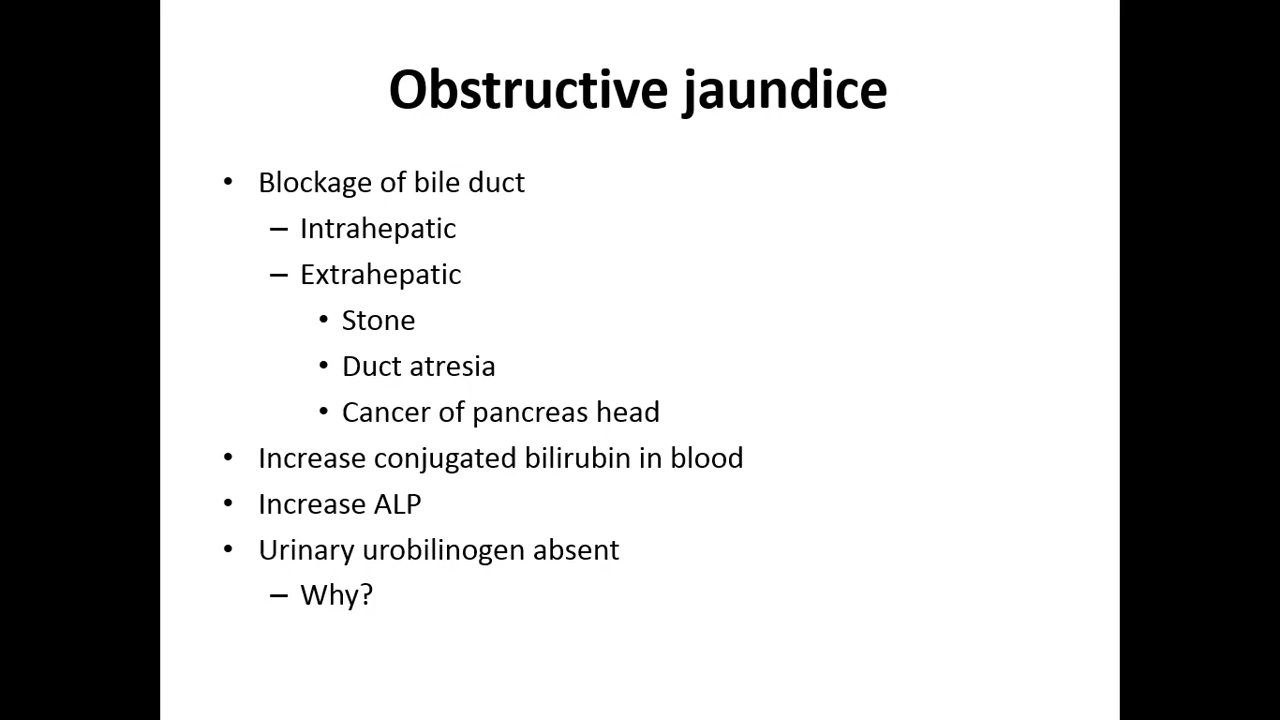 Obstructive jaundice
• Blockage of bile duct
– Intrahepatic
– Extrahepatic
• Stone
• Duct atresia
• Cancer of pancreas head
• Increase conjugated bilirubin in blood
• Increase ALP
• Urinary urobilinogen absent
– Why?